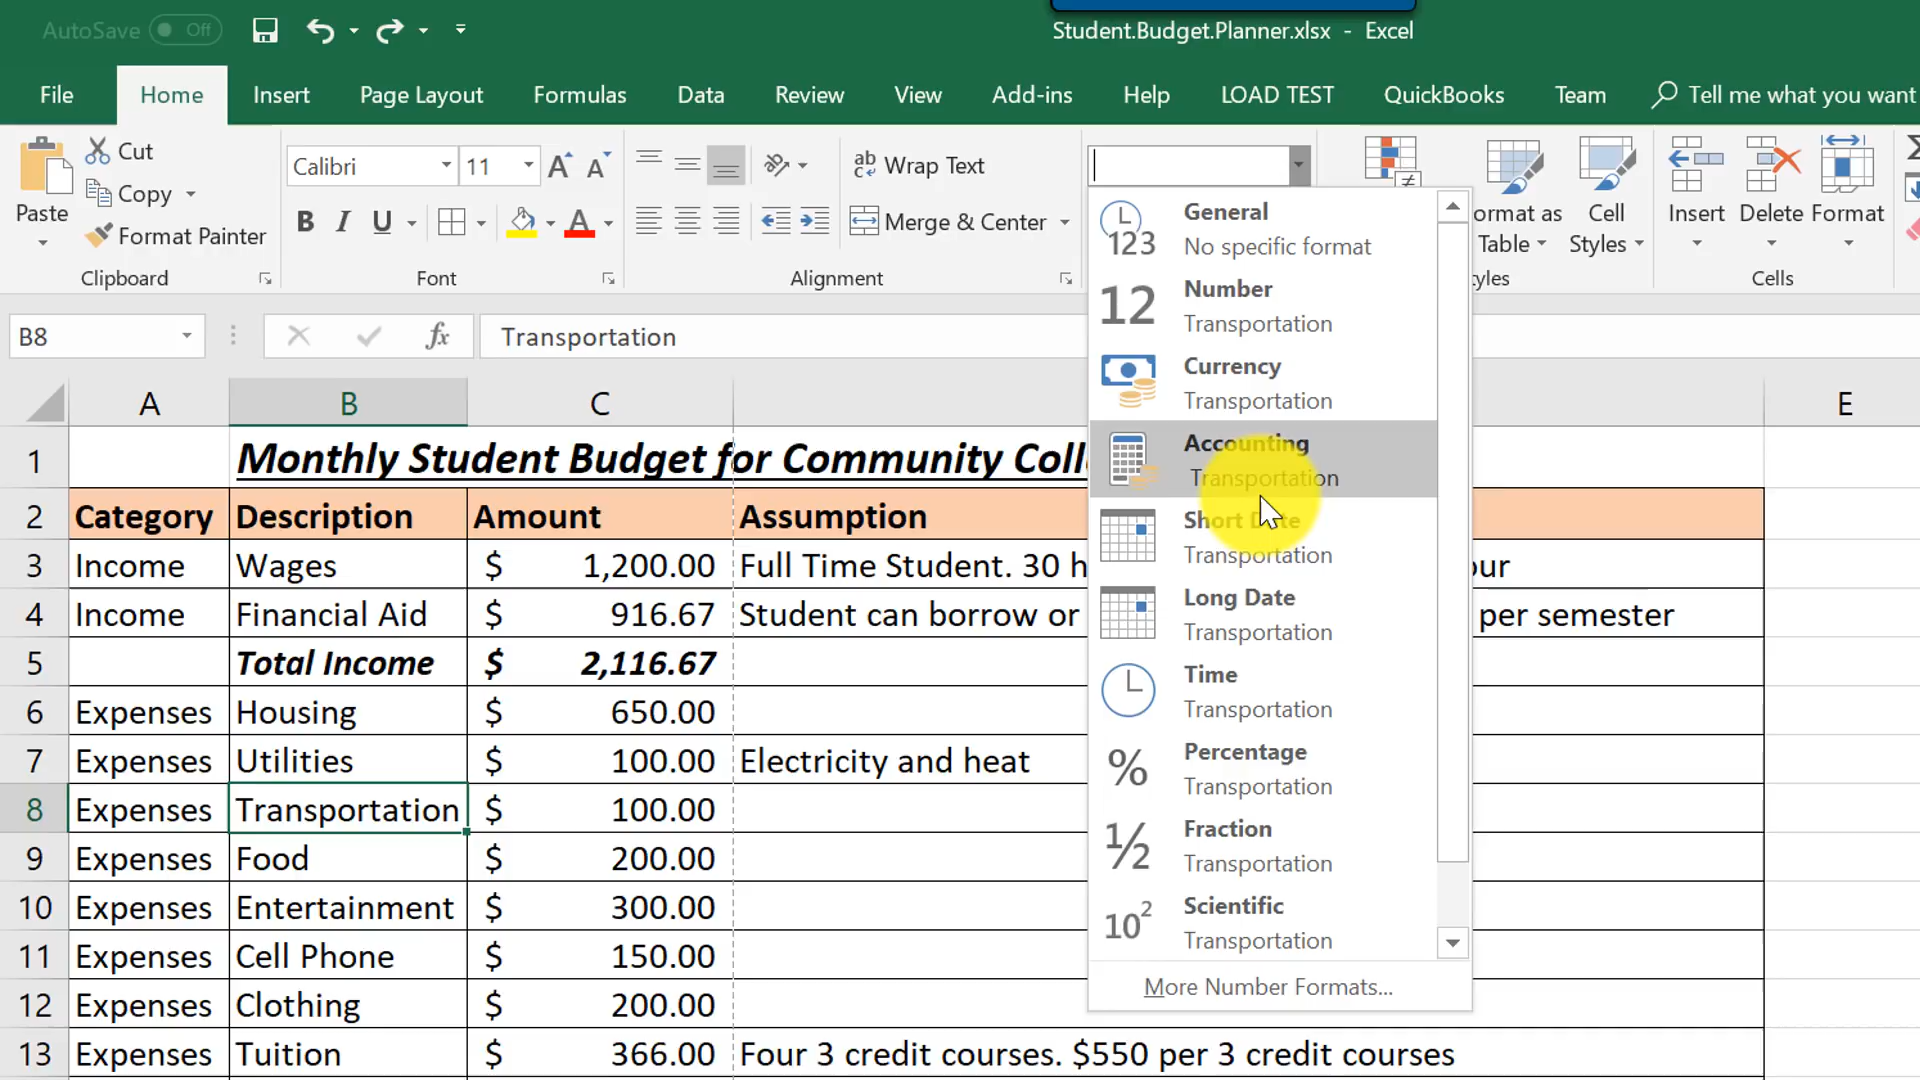 AutoSave Off
Student.Budget.Planner.xlsx - Excel
File Home Insert Page Layout Formulas Data Review View Add-ins Help LOAD TEST QuickBooks Team Tell me what you want
Paste
Cut
Copy
Format Painter
Clipboard
Calibri 11
B I U A
Font
Wrap Text
Merge & Center
Alignment
ormat as
Table
Cell
Styles
yles
Insert Delete Format
Cells
General
No specific format
Number
Transportation
Currency
Transportation
Accounting
Transportation
Short Date
Transportation
Long Date
Transportation
Time
Transportation
Percentage
Transportation
Fraction
Transportation
Scientific
Transportation
More Number Formats...
B8 fx Transportation
A B C E
1 Monthly Student Budget for Community Coll
2 Category Description Amount Assumption
3 Income Wages $ 1,200.00 Full Time Student. 30 h our
4 Income Financial Aid $ 916.67 Student can borrow or per semester
5 Total Income $ 2,116.67
6 Expenses Housing $ 650.00
7 Expenses Utilities $ 100.00 Electricity and heat
8 Expenses Transportation $ 100.00
9 Expenses Food $ 200.00
10 Expenses Entertainment $ 300.00
11 Expenses Cell Phone $ 150.00
12 Expenses Clothing $ 200.00
13 Expenses Tuition $ 366.00 Four 3 credit courses. $550 per 3 credit courses